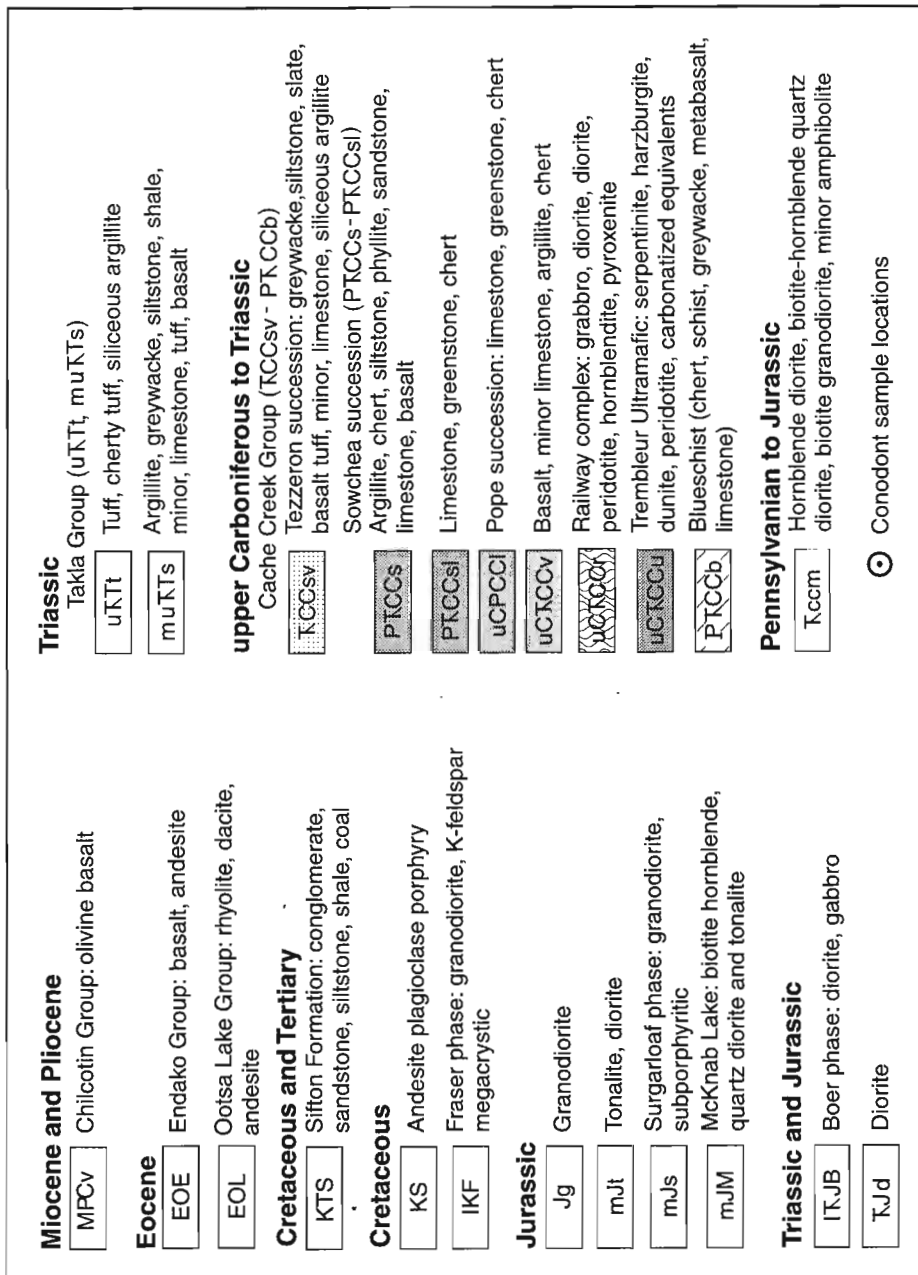 Miocene and Pliocene
MPCv Chilcotin Group: olivine basalt
Eocene
EOE Endako Group: basalt, andesite
EOL Ootsa Lake Group: rhyolite, dacite,
andesite
Cretaceous and Tertiary
KTS Sifton Formation: conglomerate,
sandstone, siltstone, shale, coal
Cretaceous
KS Andesite plagioclase porphyry
lKF Fraser phase: granodiorite, K-feldspar
megacrystic
Jurassic
Jg Granodiorite
mJt Tonalite, diorite
mJs Surgarloaf phase: granodiorite,
subporphyritic
mJM McKnab Lake: biotite hornblende,
quartz diorite and tonalite
Triassic and Jurassic
lTJB Boer phase: diorite, gabbro
TJd Diorite
Triassic
Takla Group (uTTt, muTTs)
uTTt Tuff, cherty tuff, siliceous argillite
muTTs Argillite, greywacke, siltstone, shale,
minor, limestone, tuff, basalt
upper Carboniferous to Triassic
Cache Creek Group (TCCsv - PTCCb)
TCCsv Tezzeron succession: greywacke,siltstone, slate,
basalt tuff, minor, limestone, siliceous argillite
Sowchea succession (PTCCs - PTCCsl)
PTCCs Argillite, chert, siltstone, phyllite, sandstone,
limestone, basalt
PTCCsl Limestone, greenstone, chert
uCPCCl Pope succession: limestone, greenstone, chert
uCTCCv Basalt, minor limestone, argillite, chert
uCTCCr Railway complex: grabbro, diorite, diorite,
peridotite, hornblendite, pyroxenite
uCTCCu Trembleur Ultramafic: serpentinite, harzburgite,
dunite, peridotite, carbonatized equivalents
PTCCb Blueschist (chert, schist, greywacke, metabasalt,
limestone)
Pennsylvanian to Jurassic
Tccm Hornblende diorite, biotite-hornblende quartz
diorite, biotite granodiorite, minor amphibolite
Conodont sample locations